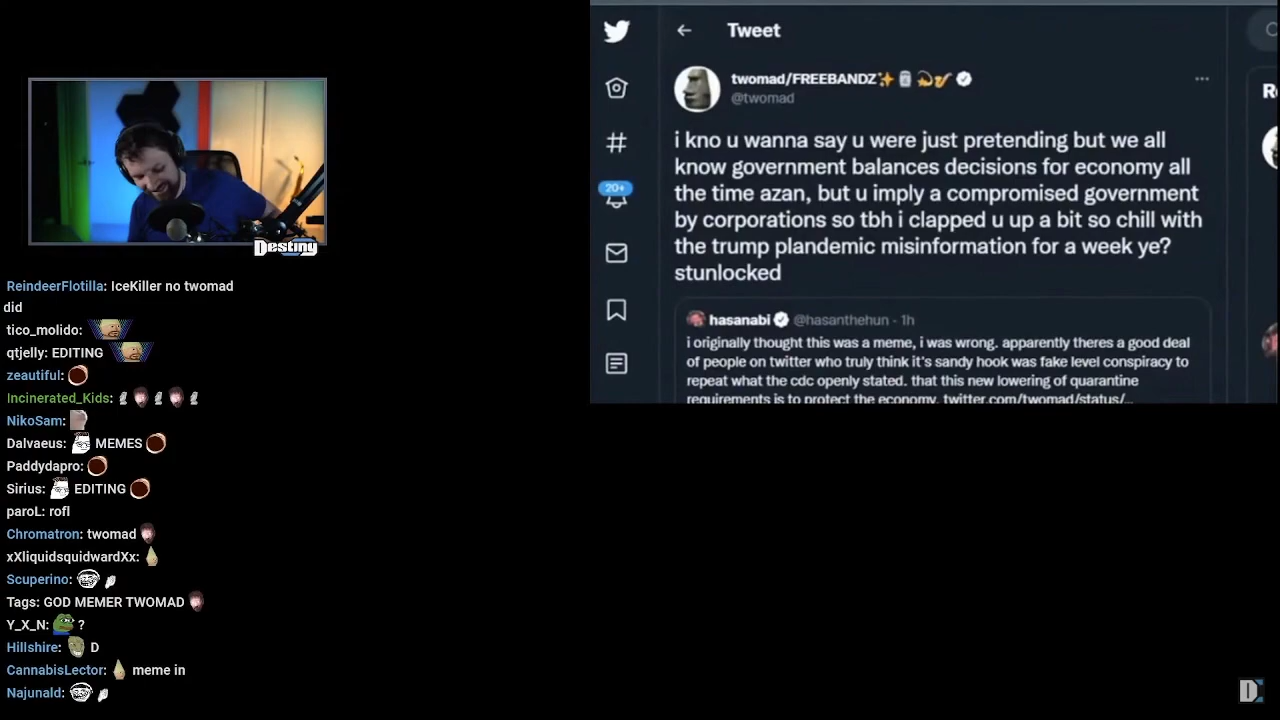 Tweet
twomad/FREEBANDZ
@twomad
i kno u wanna say u were just pretending but we all
know government balances decisions for economy all
the time azan, but u imply a compromised government
by corporations so tbh i clapped u up a bit so chill with
the trump plandemic misinformation for a week ye?
stunlocked
20+
hasanabi @hasanthehun - 1h
i originally thought this was a meme, i was wrong. apparently theres a good deal
of people on twitter who truly think it's sandy hook was fake level conspiracy to
repeat what the cdc openly stated. that this new lowering of quarantine
requirements is to protect the economy. twitter.com/twomad/status/...
Destiny
ReindeerFlotilla: IceKiller no twomad
did
tico_molido:
qtjelly: EDITING
zeautiful:
Incinerated_Kids:
NikoSam:
Dalvaeus: MEMES
Paddydapro:
Sirius: EDITING
paroL: rofl
Chromatron: twomad
xXliquidsquidwardXx:
Scuperino:
Tags: GOD MEMER TWOMAD
Y_X_N: ?
Hillshire: D
CannabisLector: meme in
Najunald:
D